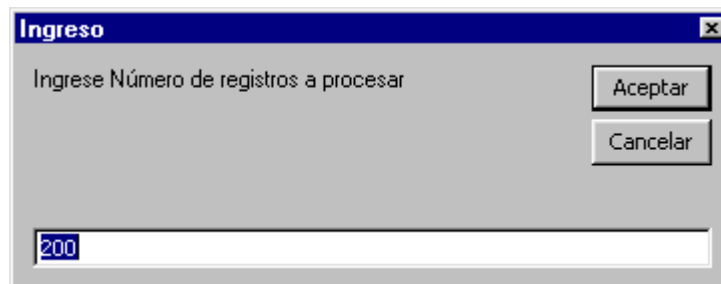 Ingreso
Ingrese Número de registros a procesar
Aceptar
Cancelar
200